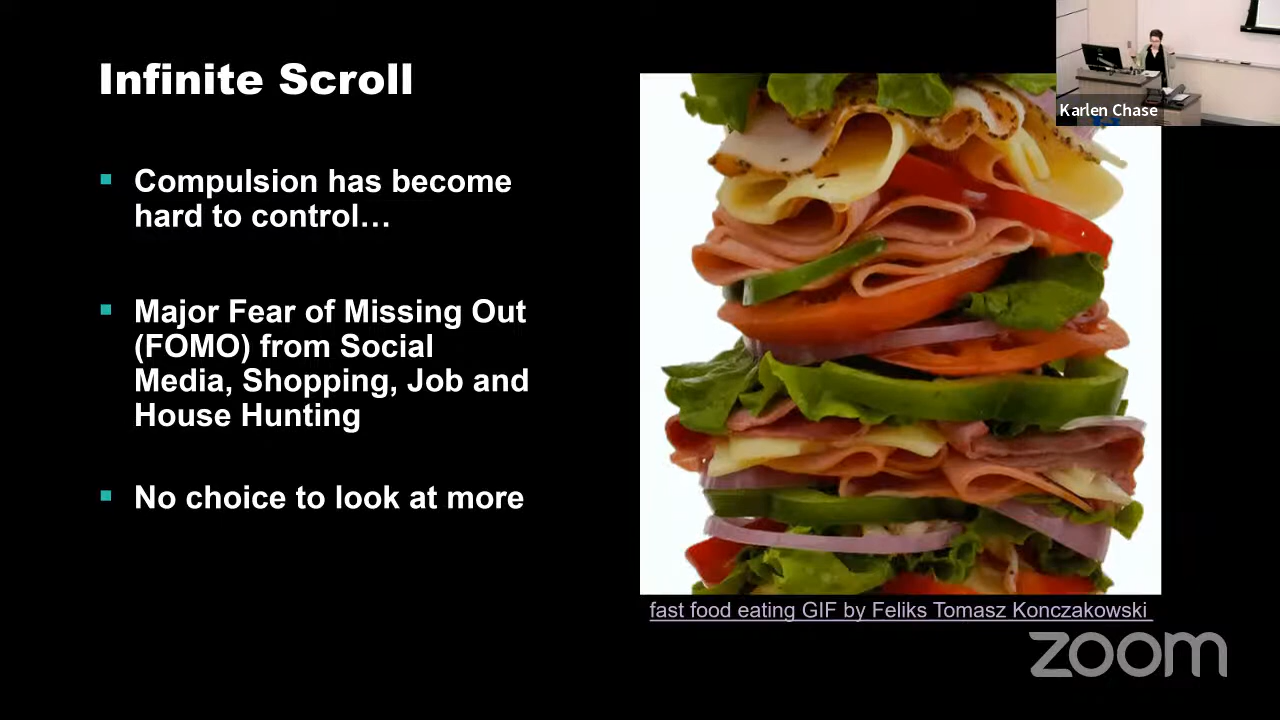 Infinite Scroll
Karlen Chase
Compulsion has become
hard to control…
Major Fear of Missing Out
(FOMO) from Social
Media, Shopping, Job and
House Hunting
No choice to look at more
fast food eating GIF by Feliks Tomasz Konczakowski
zoom